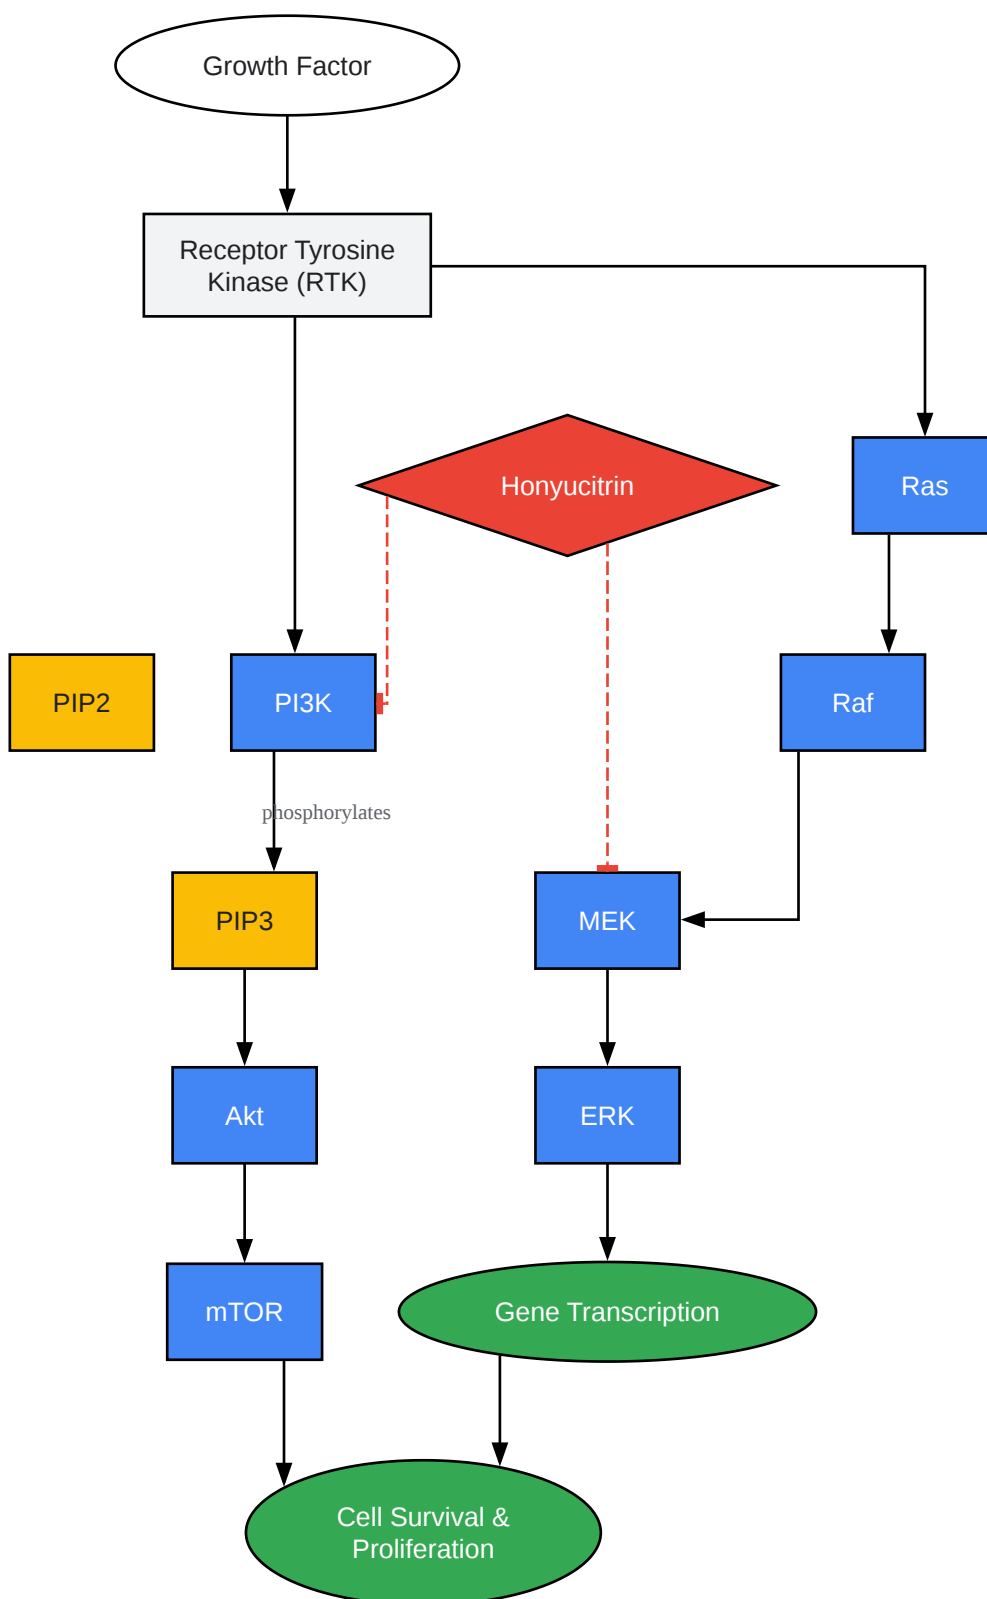 Growth Factor
Receptor Tyrosine
Kinase (RTK)
Honyucitrin
Ras
PIP2
PI3K
Raf
phosphorylates
PIP3
MEK
Akt
ERK
mTOR
Gene Transcription
Cell Survival &
Proliferation